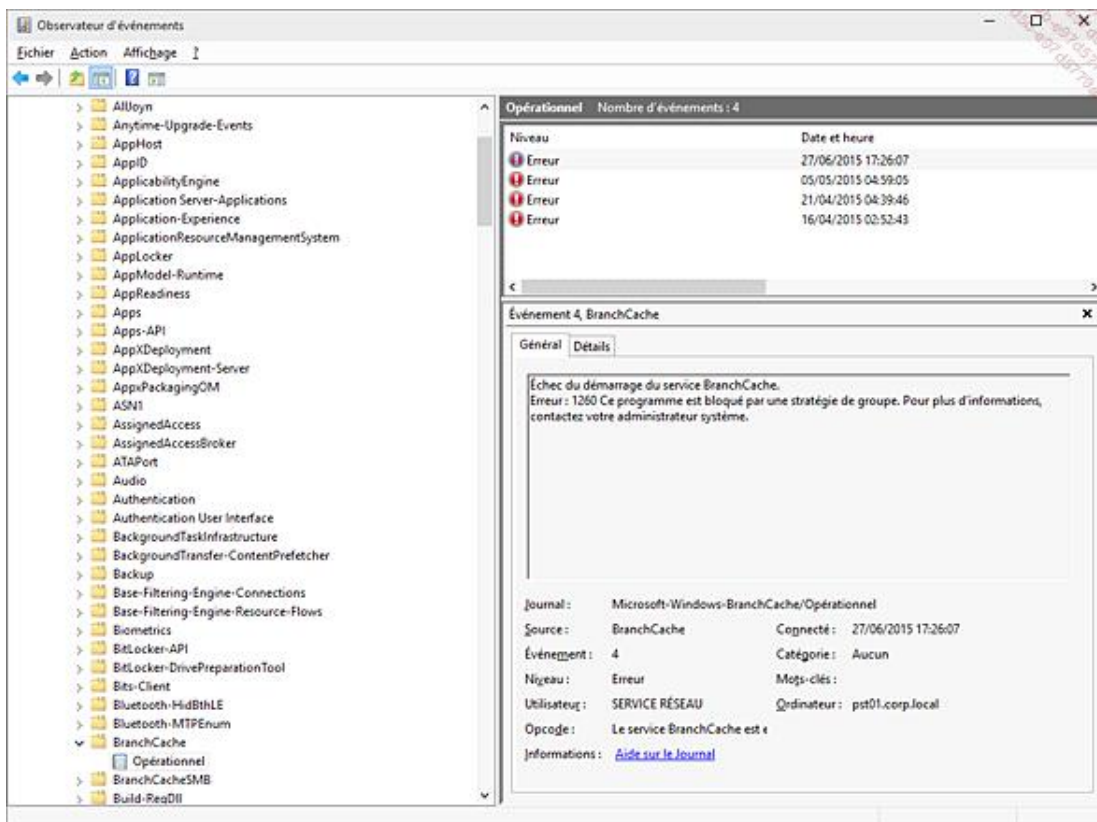 Observateur d'événements
Fichier Action Affichage ?
AllJoyn
Anytime-Upgrade-Events
AppHost
AppID
ApplicabilityEngine
Application Server-Applications
Application-Experience
ApplicationResourceManagementSystem
AppLocker
AppModel-Runtime
AppReadiness
Apps
Apps-API
AppXDeployment
AppXDeployment-Server
AppxPackagingOM
ASN1
AssignedAccess
AssignedAccessBroker
ATAPort
Audio
Authentication
Authentication User Interface
BackgroundTaskInfrastructure
BackgroundTransfer-ContentPrefetcher
Backup
Base-Filtering-Engine-Connections
Base-Filtering-Engine-Resource-Flows
Biometrics
BitLocker-API
BitLocker-DrivePreparationTool
Bits-Client
Bluetooth-HidBthLE
Bluetooth-MTPEnum
BranchCache
Opérationnel
BranchCacheSMB
Build-RegDll
Opérationnel Nombre d'événements : 4
Niveau Date et heure
Erreur 27/06/2015 17:26:07
Erreur 05/05/2015 04:59:05
Erreur 21/04/2015 04:39:46
Erreur 16/04/2015 02:52:43
Événement 4, BranchCache
Général Détails
Échec du démarrage du service BranchCache.
Erreur : 1260 Ce programme est bloqué par une stratégie de groupe. Pour plus d'informations,
contactez votre administrateur système.
Journal : Microsoft-Windows-BranchCache/Opérationnel
Source : BranchCache Connecté : 27/06/2015 17:26:07
Événement : 4 Catégorie : Aucun
Niveau : Erreur Mots-clés :
Utilisateur : SERVICE RÉSEAU Ordinateur : pst01.corp.local
Opcode : Le service BranchCache est
Informations : Aide sur le Journal